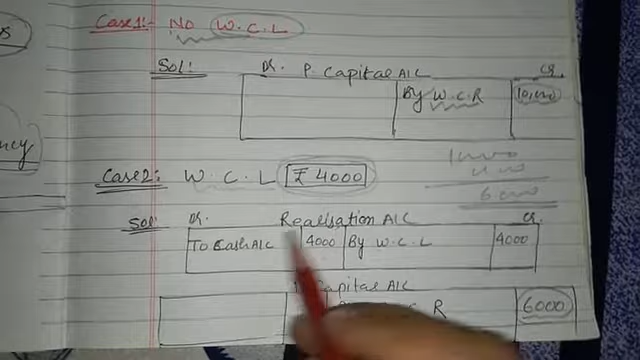 Case1:- No W.C.L
Sol: Dr. P. Capital A/C Cr.
By W.C.R 10,000
Case2: W.C.L ₹4000
6000
Sol: Dr. Realisation A/C Cr.
To Cash A/C 4000 By W.C.L 4000
Capital A/C
R 6000